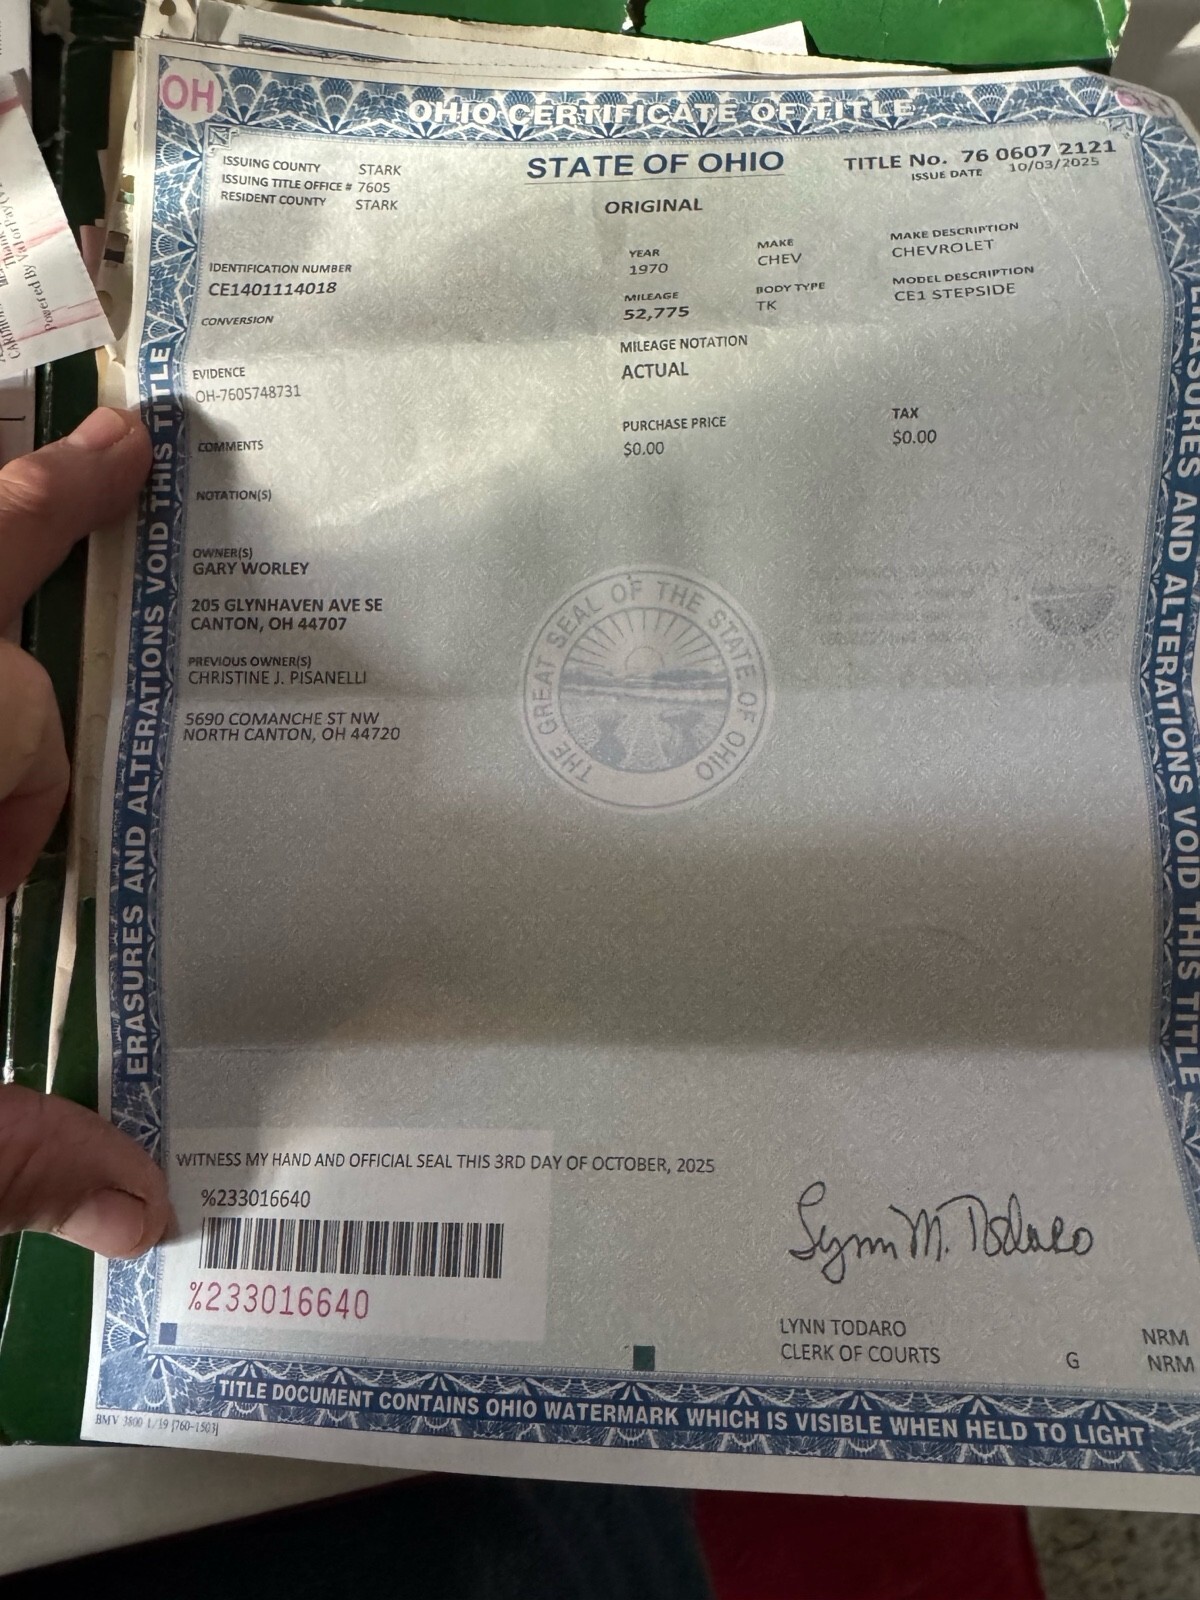 OH
OHIO CERTIFICATE OF TITLE
ISSUING COUNTY STARK
ISSUING TITLE OFFICE # 7605
RESIDENT COUNTY STARK
STATE OF OHIO
ORIGINAL
TITLE No. 76 0607 2121
ISSUE DATE 10/03/2025
IDENTIFICATION NUMBER
CE1401114018
CONVERSION
YEAR
1970
MAKE
CHEV
MAKE DESCRIPTION
CHEVROLET
MILEAGE
52,775
BODY TYPE
TK
MODEL DESCRIPTION
CE1 STEPSIDE
MILEAGE NOTATION
ACTUAL
EVIDENCE
OH-7605748731
PURCHASE PRICE
$0.00
TAX
$0.00
COMMENTS
NOTATION(S)
OWNER(S)
GARY WORLEY
205 GLYNHAVEN AVE SE
CANTON, OH 44707
PREVIOUS OWNER(S)
CHRISTINE J. PISANELLI
5690 COMANCHE ST NW
NORTH CANTON, OH 44720
THE GREAT SEAL OF THE STATE OF OHIO
ERASURES AND ALTERATIONS VOID THIS TITLE
ERASURES AND ALTERATIONS VOID THIS TITLE
WITNESS MY HAND AND OFFICIAL SEAL THIS 3RD DAY OF OCTOBER, 2025
%233016640
%233016640
Lynn M. Todaro
LYNN TODARO
CLERK OF COURTS
G
NRM
NRM
TITLE DOCUMENT CONTAINS OHIO WATERMARK WHICH IS VISIBLE WHEN HELD TO LIGHT
BMV 3800 1/19 [760-1503]
Powered By ValorPay